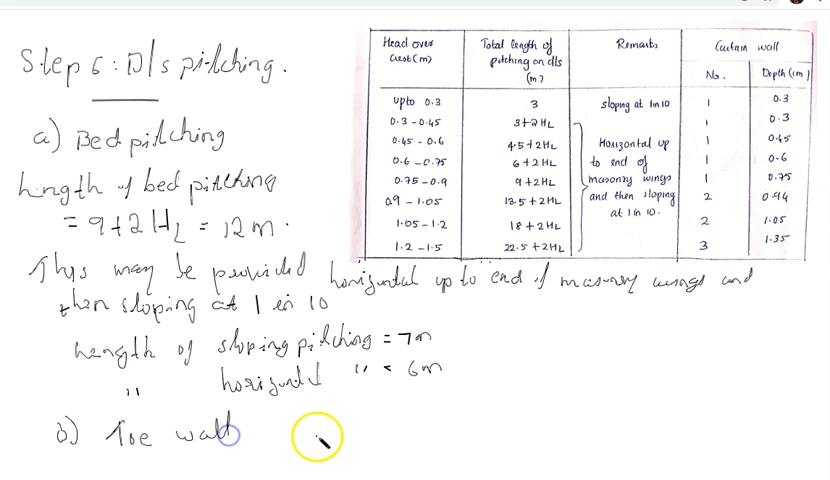 Step 6: D/s pitching.
a) Bed pitching
length of bed pitching
= 9+2HL = 12m.
This may be provided horizontal up to end of masonry wings and
then sloping at 1 in 10
Length of sloping pitching = 7m
" horizontal " = 6m
b) Toe wall
Head over Crest(m) Total length of pitching on d/s (m) Remarks Curtain wall
No. Depth(m)
upto 0.3 3 sloping at 1 in 10 1 0.3
0.3 - 0.45 3+2HL 1 0.3
0.45 - 0.6 4.5+2HL Horizontal up 1 0.45
0.6 - 0.75 6+2HL to end of 1 0.6
0.75 - 0.9 9+2HL masonry wings 1 0.75
0.9 - 1.05 13.5+2HL and then sloping 2 0.94
1.05 - 1.2 18+2HL at 1 in 10. 2 1.05
1.2 - 1.5 22.5+2HL 3 1.35